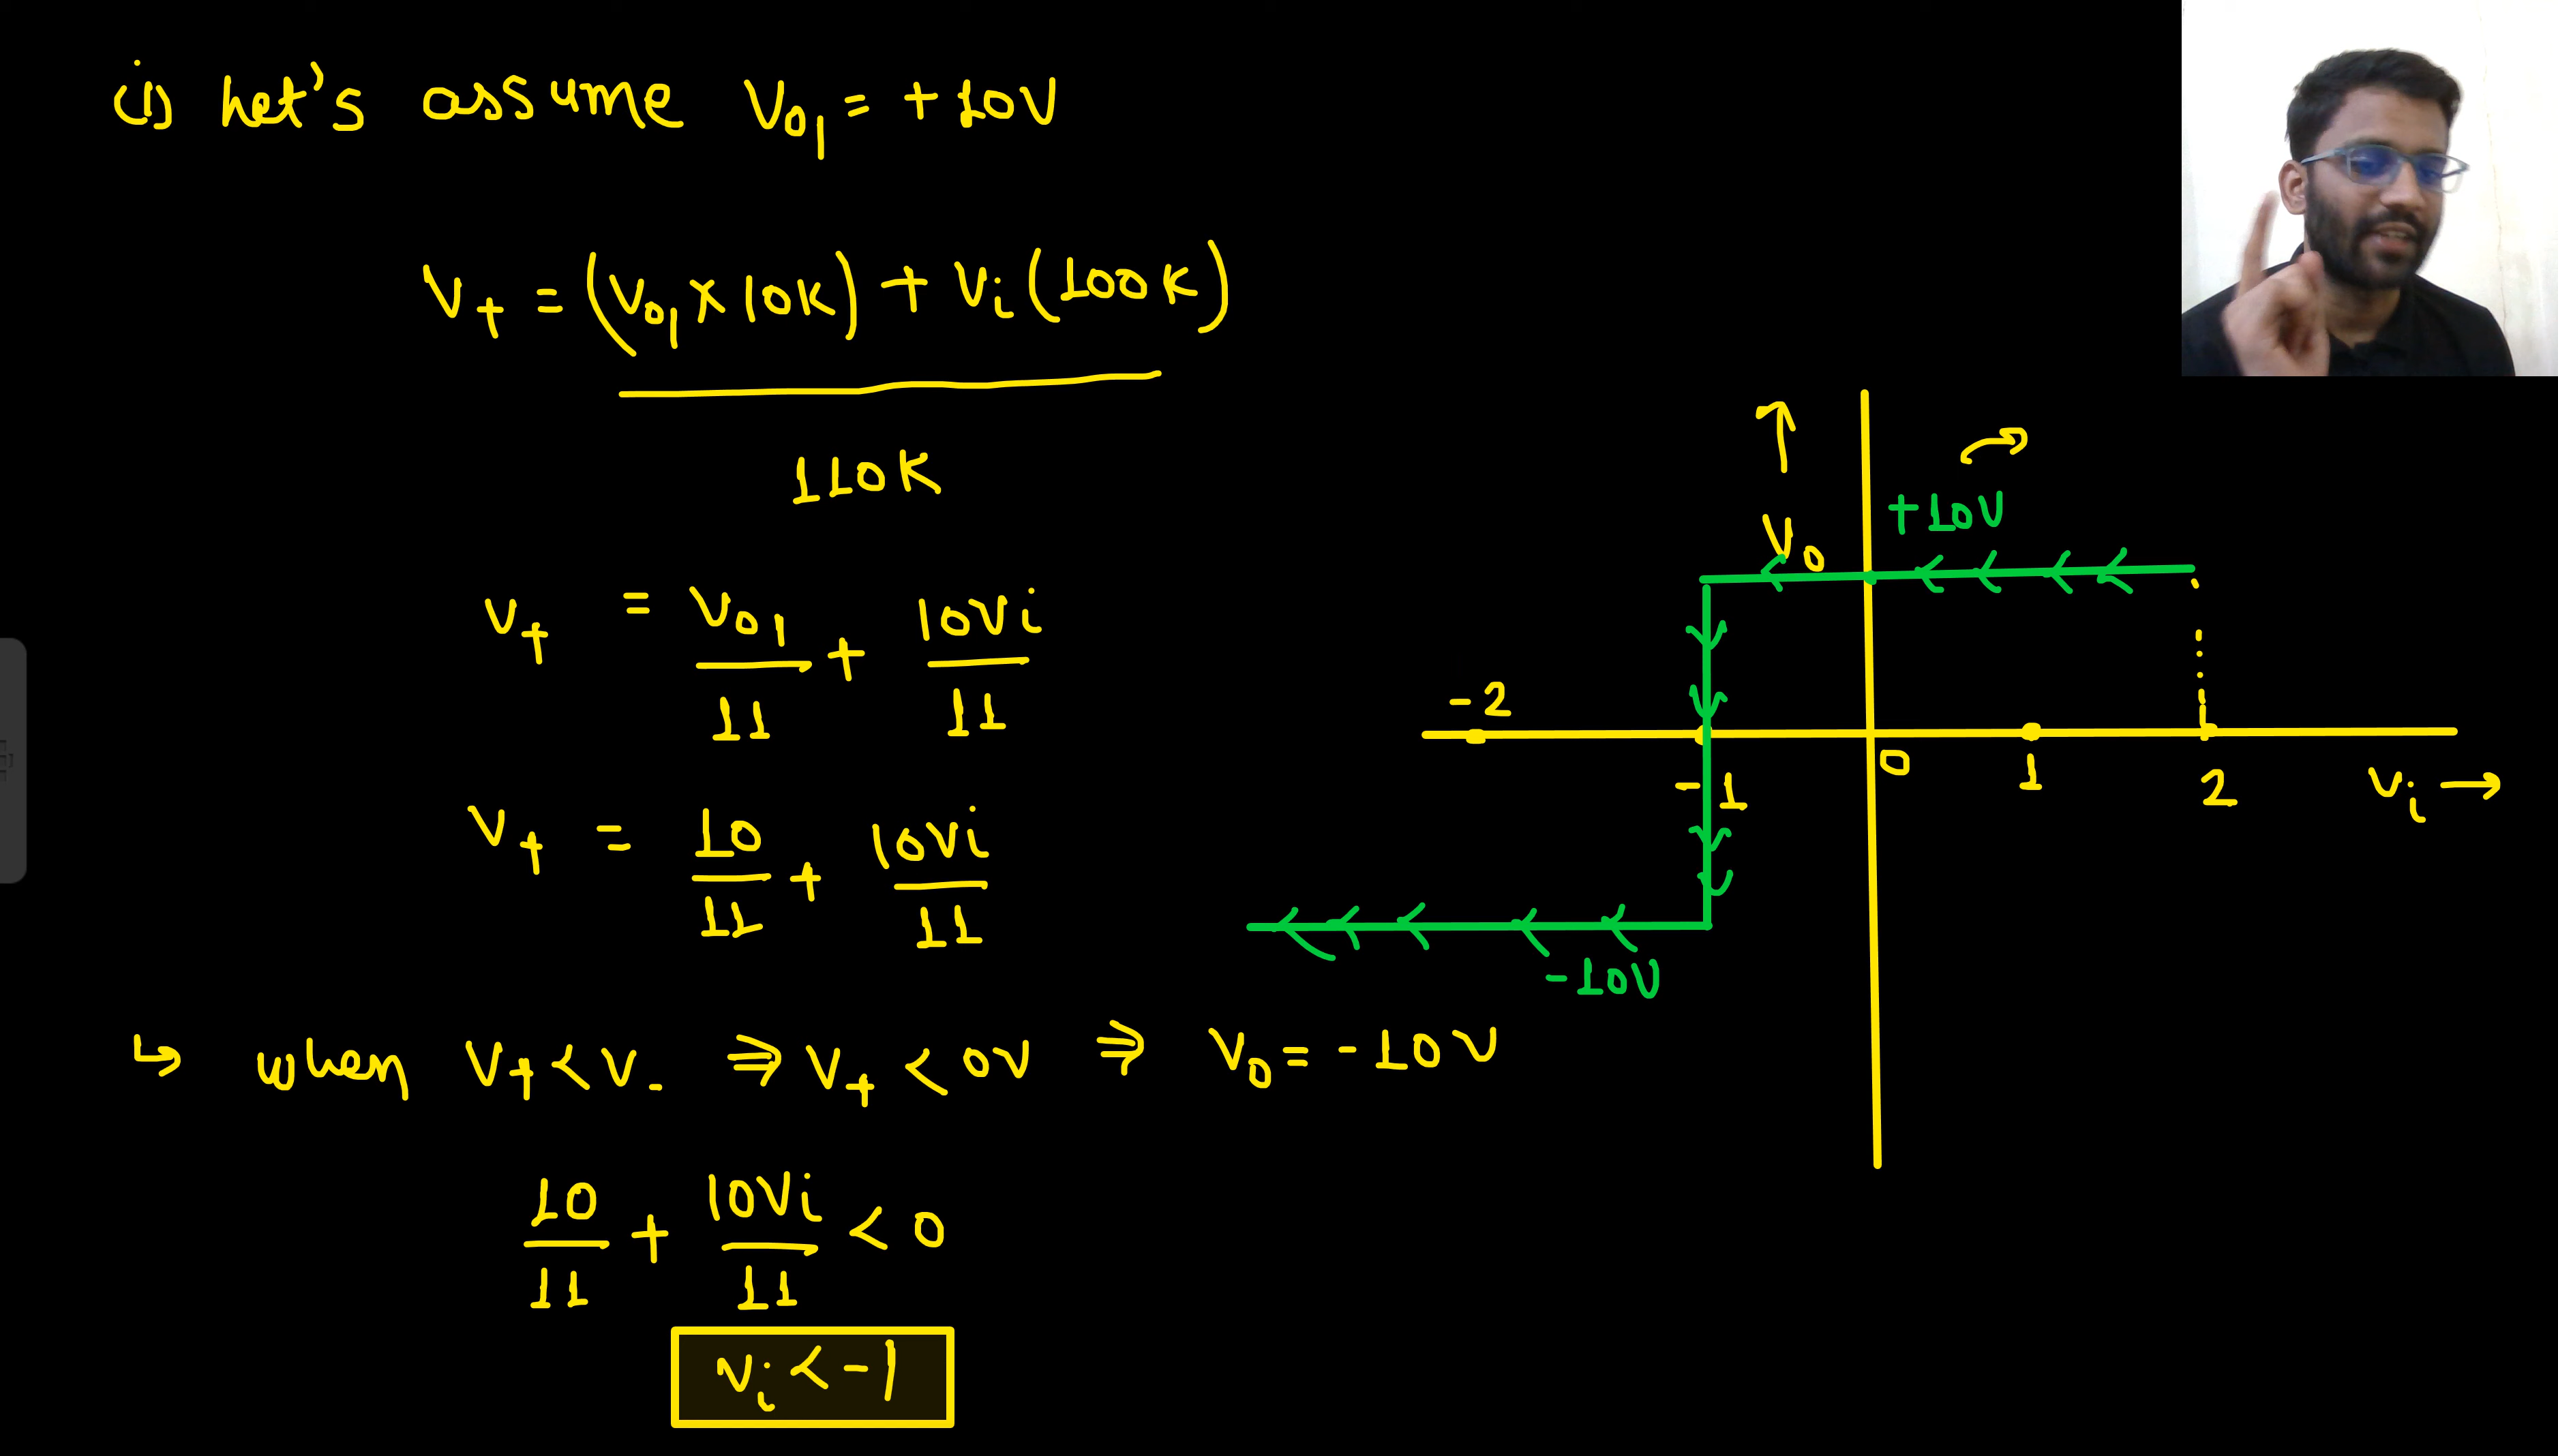 (i) Let's assume V01 = +10V
V+ = (V01 × 10K) + Vi (100K)
110K
V+ = V01/11 + 10Vi/11
V+ = 10/11 + 10Vi/11
↳ when V+ < V- ⇒ V+ < 0V ⇒ V0 = -10V
10/11 + 10Vi/11 < 0
Vi < -1
↑
V0
+10V
-2
-1
0
1
2
Vi →
-10V